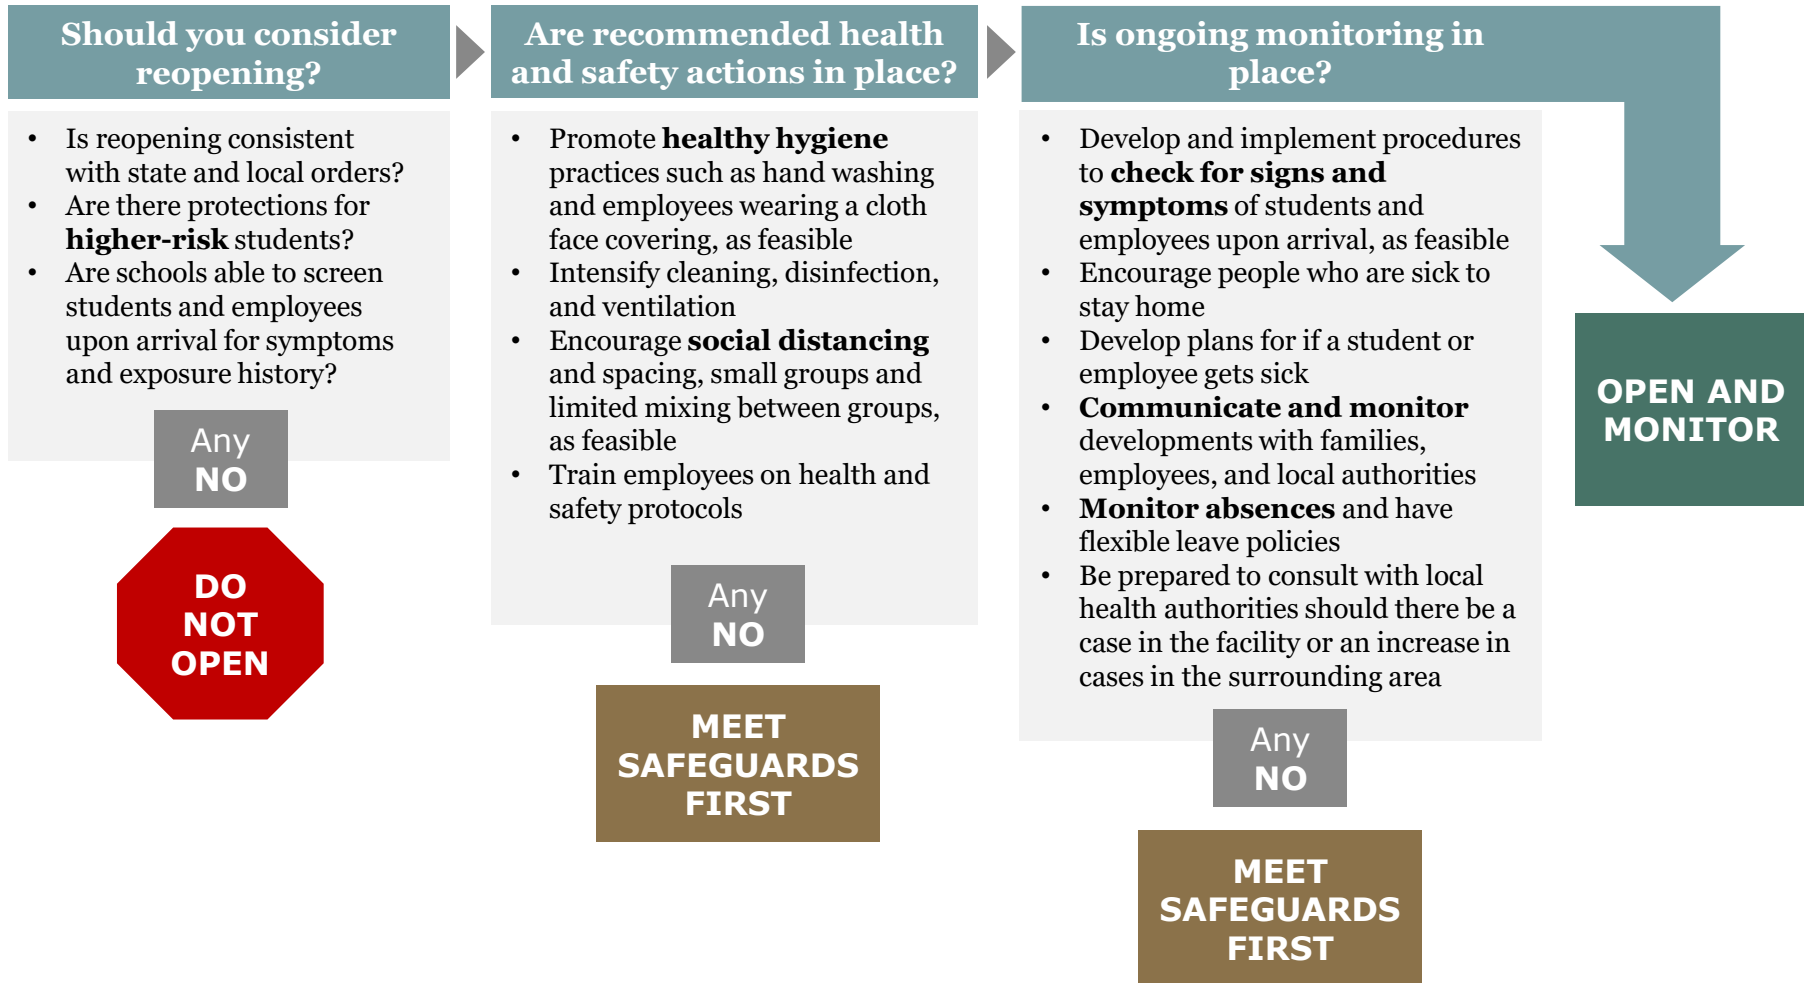 Should you consider
reopening?
• Is reopening consistent
with state and local orders?
• Are there protections for
higher-risk students?
• Are schools able to screen
students and employees
upon arrival for symptoms
and exposure history?
Any
NO
DO
NOT
OPEN
Are recommended health
and safety actions in place?
• Promote healthy hygiene
practices such as hand washing
and employees wearing a cloth
face covering, as feasible
• Intensify cleaning, disinfection,
and ventilation
• Encourage social distancing
and spacing, small groups and
limited mixing between groups,
as feasible
• Train employees on health and
safety protocols
Any
NO
MEET
SAFEGUARDS
FIRST
Is ongoing monitoring in
place?
• Develop and implement procedures
to check for signs and
symptoms of students and
employees upon arrival, as feasible
• Encourage people who are sick to
stay home
• Develop plans for if a student or
employee gets sick
• Communicate and monitor
developments with families,
employees, and local authorities
• Monitor absences and have
flexible leave policies
• Be prepared to consult with local
health authorities should there be a
case in the facility or an increase in
cases in the surrounding area
Any
NO
MEET
SAFEGUARDS
FIRST
OPEN AND
MONITOR